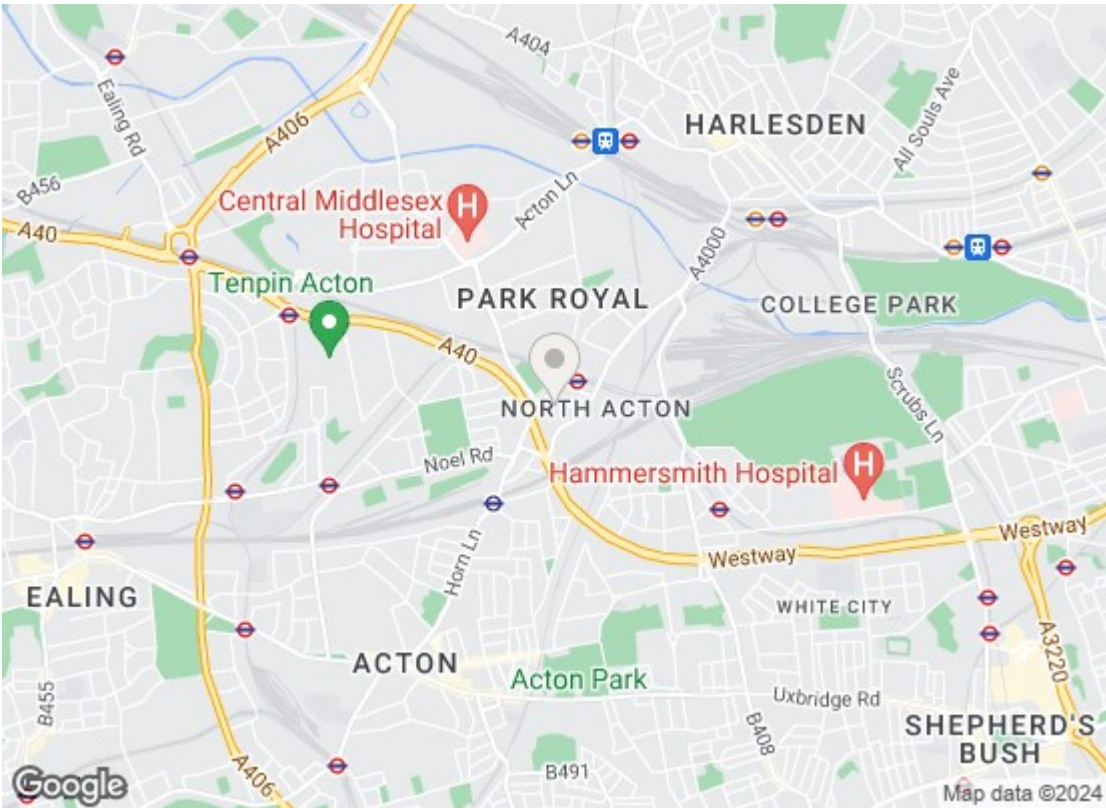 A404
HARLESDEN
All Souls Ave
Ealing Rd
A406
B456
Central Middlesex
Hospital
H
Acton Ln
A40
A4000
Tenpin Acton
PARK ROYAL
COLLEGE PARK
A40
NORTH ACTON
Scrubs Ln
Noel Rd
Hammersmith Hospital
H
Westway
Westway
Horn Ln
EALING
WHITE CITY
ACTON
Acton Park
A3220
B455
Uxbridge Rd
B408
SHEPHERD'S
BUSH
A406
B491
Google
Map data ©2024